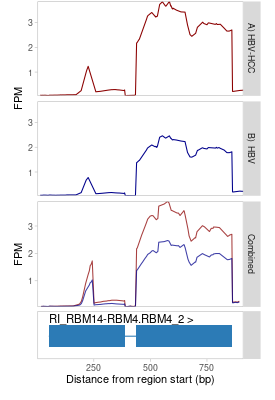 3
2
1
A) HBV-HCC
FPM
3
2
1
B) HBV
3
2
1
FPM
Combined
RI_RBM14-RBM4.RBM4_2 >
250 500 750
Distance from region start (bp)